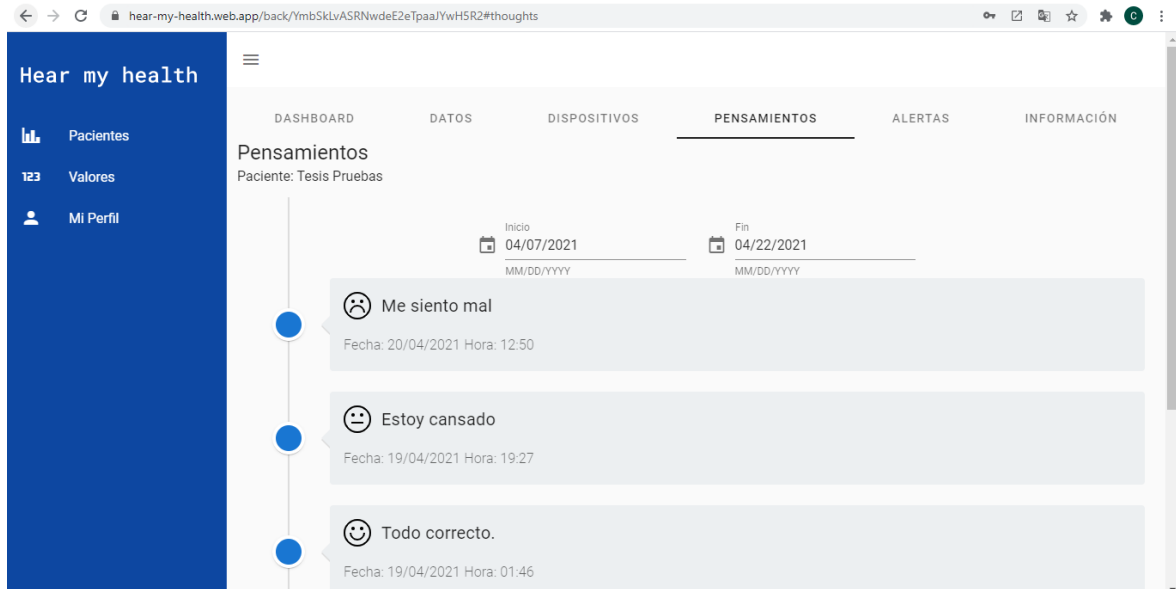 hear-my-health.web.app/back/YmbSkLvASRNwdeE2eTpaaJYwH5R2#thoughts
C
Hear my health
Pacientes
123 Valores
Mi Perfil
DASHBOARD DATOS DISPOSITIVOS PENSAMIENTOS ALERTAS INFORMACIÓN
Pensamientos
Paciente: Tesis Pruebas
Inicio Fin
04/07/2021 04/22/2021
MM/DD/YYYY MM/DD/YYYY
Me siento mal
Fecha: 20/04/2021 Hora: 12:50
Estoy cansado
Fecha: 19/04/2021 Hora: 19:27
Todo correcto.
Fecha: 19/04/2021 Hora: 01:46